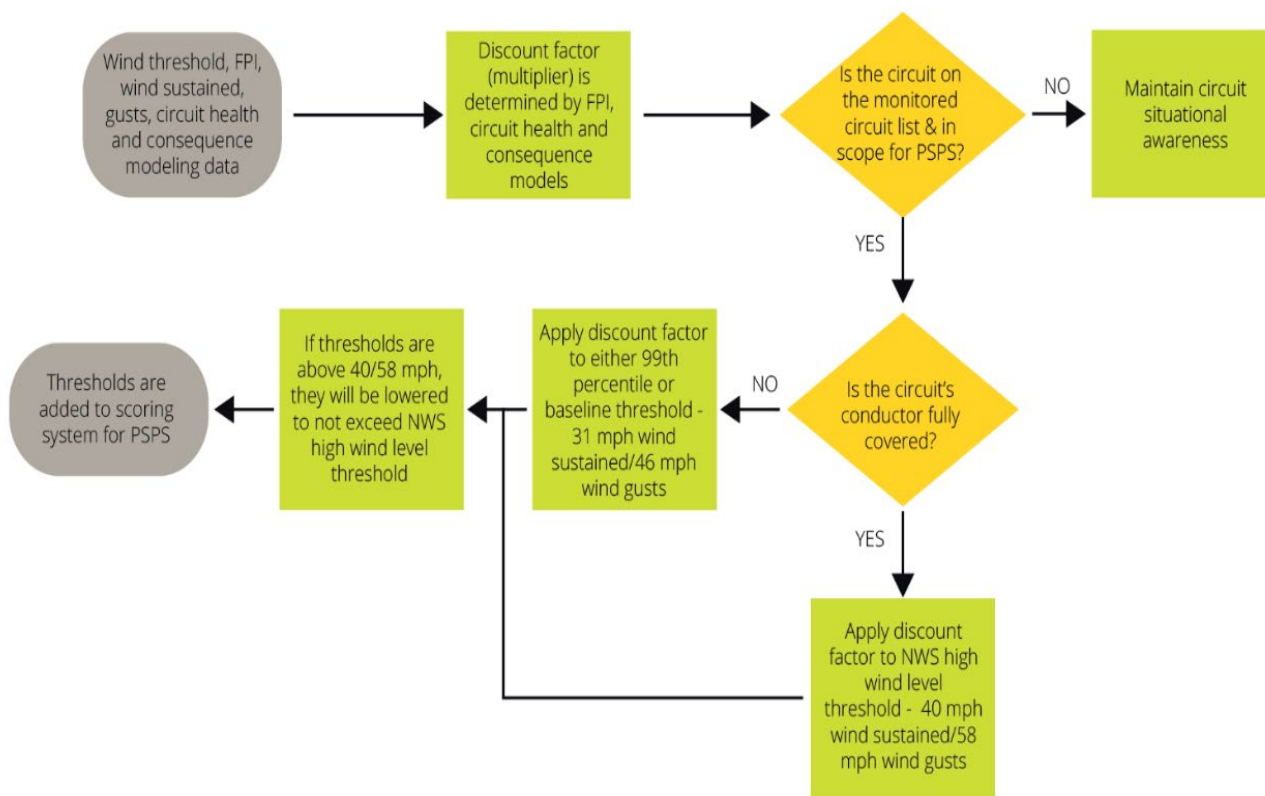 Wind threshold, FPI,
wind sustained,
gusts, circuit health
and consequence
modeling data
Discount factor
(multiplier) is
determined by FPI,
circuit health and
consequence
models
Is the circuit on
the monitored
circuit list & in
scope for PSPS?
NO
Maintain circuit
situational
awareness
YES
Is the circuit's
conductor fully
covered?
NO
Apply discount factor
to either 99th
percentile or
baseline threshold -
31 mph wind
sustained/46 mph
wind gusts
If thresholds are
above 40/58 mph,
they will be lowered
to not exceed NWS
high wind level
threshold
Thresholds are
added to scoring
system for PSPS
YES
Apply discount
factor to NWS high
wind level
threshold - 40 mph
wind sustained/58
mph wind gusts